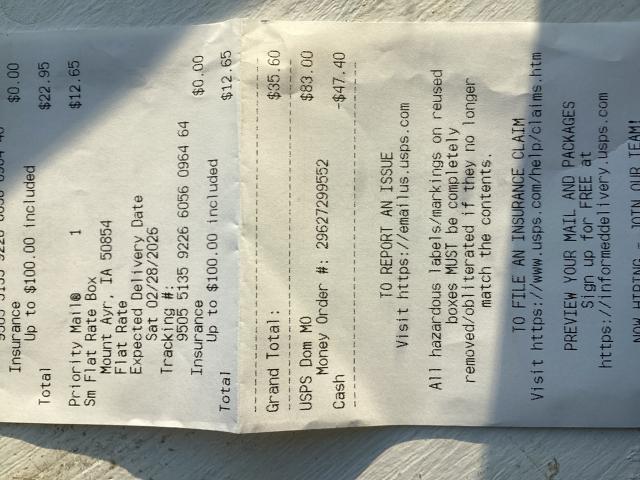 Insurance $0.00
Up to $100.00 included
Total $22.95
Priority Mail® 1 $12.65
Sm Flat Rate Box
Mount Ayr, IA 50854
Flat Rate
Expected Delivery Date
Sat 02/28/2026
Tracking #:
9505 5135 9226 6056 0964 64
Insurance $0.00
Up to $100.00 included
Total $12.65
Grand Total: $35.60
USPS Dom MO $83.00
Money Order #: 29627299552
Cash -$47.40
TO REPORT AN ISSUE
Visit https://emailus.usps.com
All hazardous labels/markings on reused
boxes MUST be completely
removed/obliterated if they no longer
match the contents.
TO FILE AN INSURANCE CLAIM
Visit https://www.usps.com/help/claims.htm
PREVIEW YOUR MAIL AND PACKAGES
Sign up for FREE at
https://informeddelivery.usps.com
NOW HIRING - JOIN OUR TEAM!